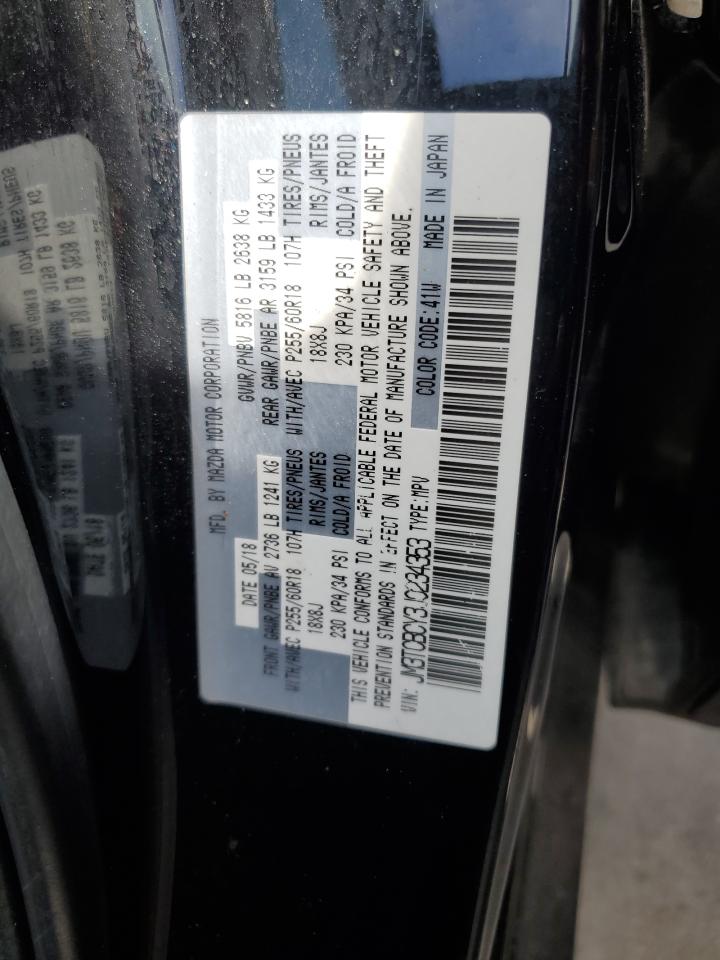 MFD. BY MAZDA MOTOR CORPORATION
DATE 05/18 GVWR/PNBV 5816 LB 2638 KG
FRONT GAWR/PNBE AV 2736 LB 1241 KG REAR GAWR/PNBE AR 3159 LB 1433 KG
WITH/AVEC P255/60R18 107H TIRES/PNEUS WITH/AVEC P255/60R18 107H TIRES/PNEUS
18X8J RIMS/JANTES 18X8J RIMS/JANTES
230 KPA/34 PSI COLD/A FROID 230 KPA/34 PSI COLD/A FROID
THIS VEHICLE CONFORMS TO ALL APPLICABLE FEDERAL MOTOR VEHICLE SAFETY AND THEFT
PREVENTION STANDARDS IN EFFECT ON THE DATE OF MANUFACTURE SHOWN ABOVE.
VIN: JM3TCBCY3J0234353 TYPE:MPV COLOR CODE:41W MADE IN JAPAN